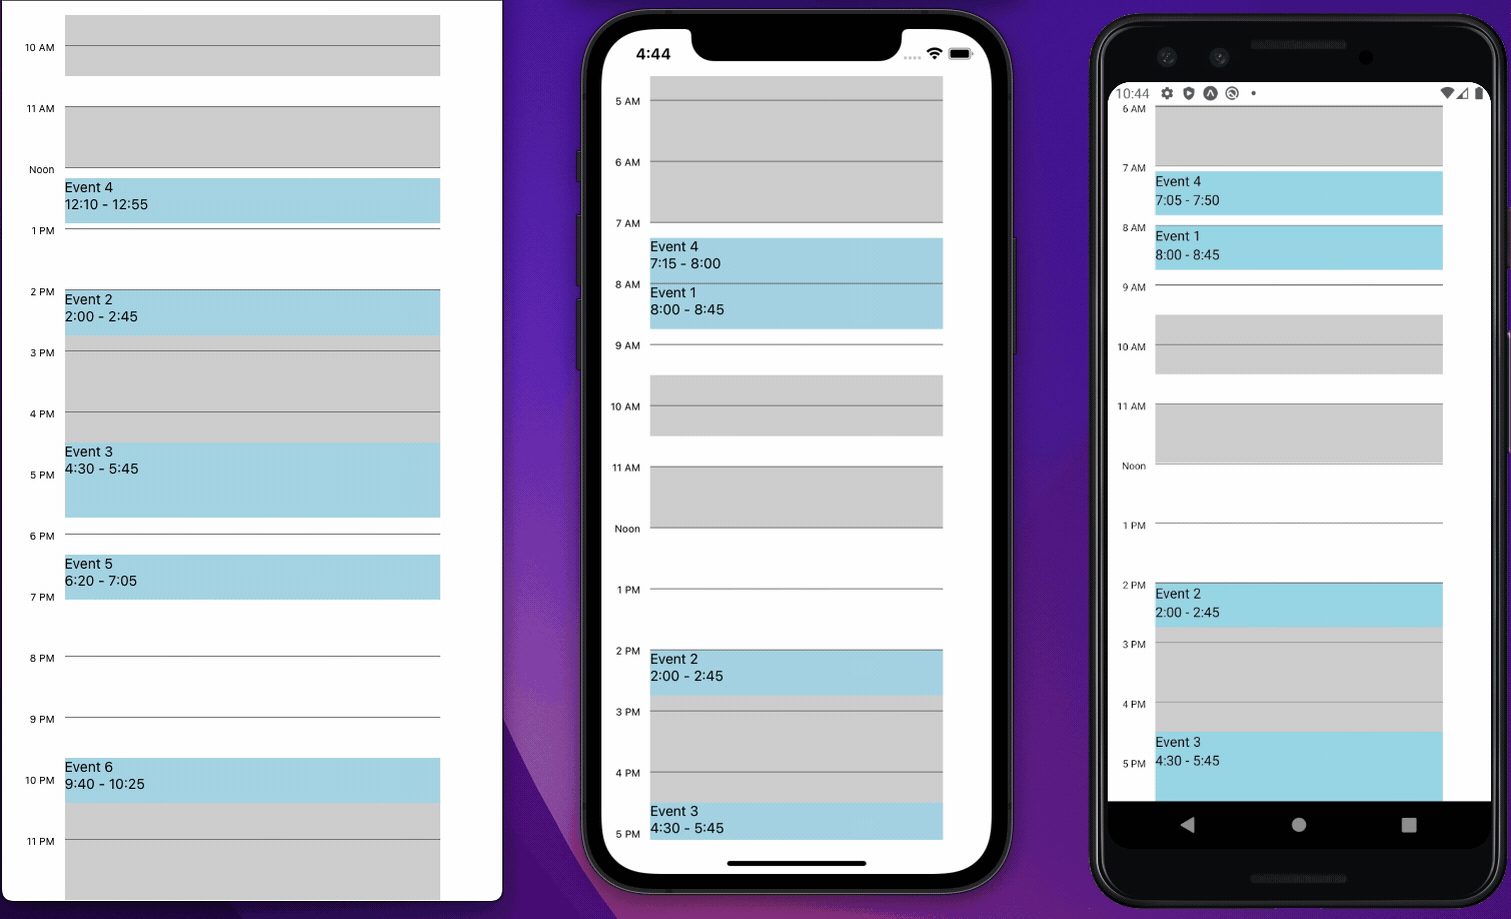 10 AM
11 AM
Noon
Event 4
12:10 - 12:55
1 PM
2 PM
Event 2
2:00 - 2:45
3 PM
4 PM
Event 3
4:30 - 5:45
5 PM
6 PM
Event 5
6:20 - 7:05
7 PM
8 PM
9 PM
Event 6
9:40 - 10:25
10 PM
11 PM
4:44
5 AM
6 AM
7 AM
Event 4
7:15 - 8:00
8 AM
Event 1
8:00 - 8:45
9 AM
10 AM
11 AM
Noon
1 PM
2 PM
Event 2
2:00 - 2:45
3 PM
4 PM
Event 3
4:30 - 5:45
5 PM
10:44
6 AM
7 AM
Event 4
7:05 - 7:50
8 AM
Event 1
8:00 - 8:45
9 AM
10 AM
11 AM
Noon
1 PM
2 PM
Event 2
2:00 - 2:45
3 PM
4 PM
Event 3
4:30 - 5:45
5 PM